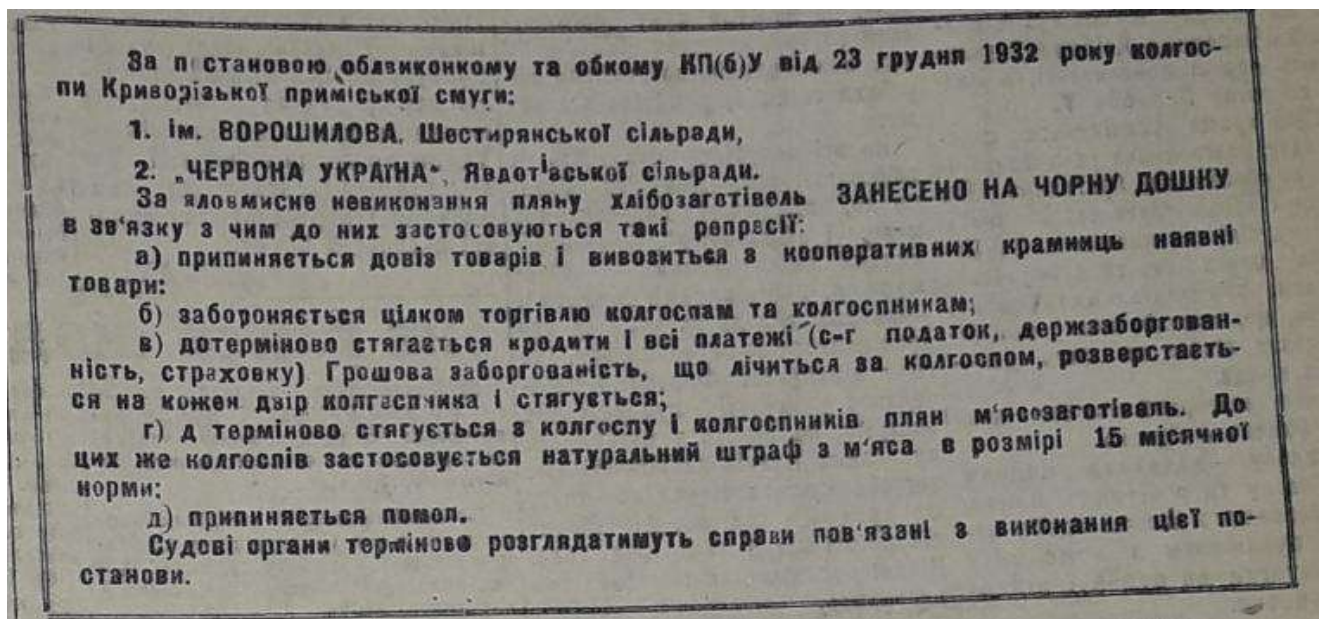 За п становою облвиконкому та обкому КП(б)У від 23 грудня 1932 року колгос-
пи Криворізької приміської смуги:
1. ім. ВОРОШИЛОВА, Шестирянської сільради,
2. „ЧЕРВОНА УКРАЇНА“, Явдотівської сільради.
За зловмисне невиконання пляну хлібозаготівель ЗАНЕСЕНО НА ЧОРНУ ДОШКУ
в зв'язку з чим до них застосовуються такі репресії:
а) припиняється довіз товарів і вивозиться з кооперативних крамниць наявні
товари:
б) забороняється цілком торгівлю колгоспам та колгоспникам;
в) дотерміново стягається кредити і всі платежі (с-г податок, держзаборгован-
ність, страховку) Грошова заборгованість, що лічиться за колгоспом, розверстаєть-
ся на кожен двір колгоспника і стягується;
г) д терміново стягується з колгоспу і колгоспників плян м'ясозаготівель. До
цих же колгоспів застосовується натуральний штраф з м'яса в розмірі 15 місячної
норми:
д) припиняється помол.
Судові органи терміново розглядатимуть справи пов'язані з виконання цієї по-
станови.